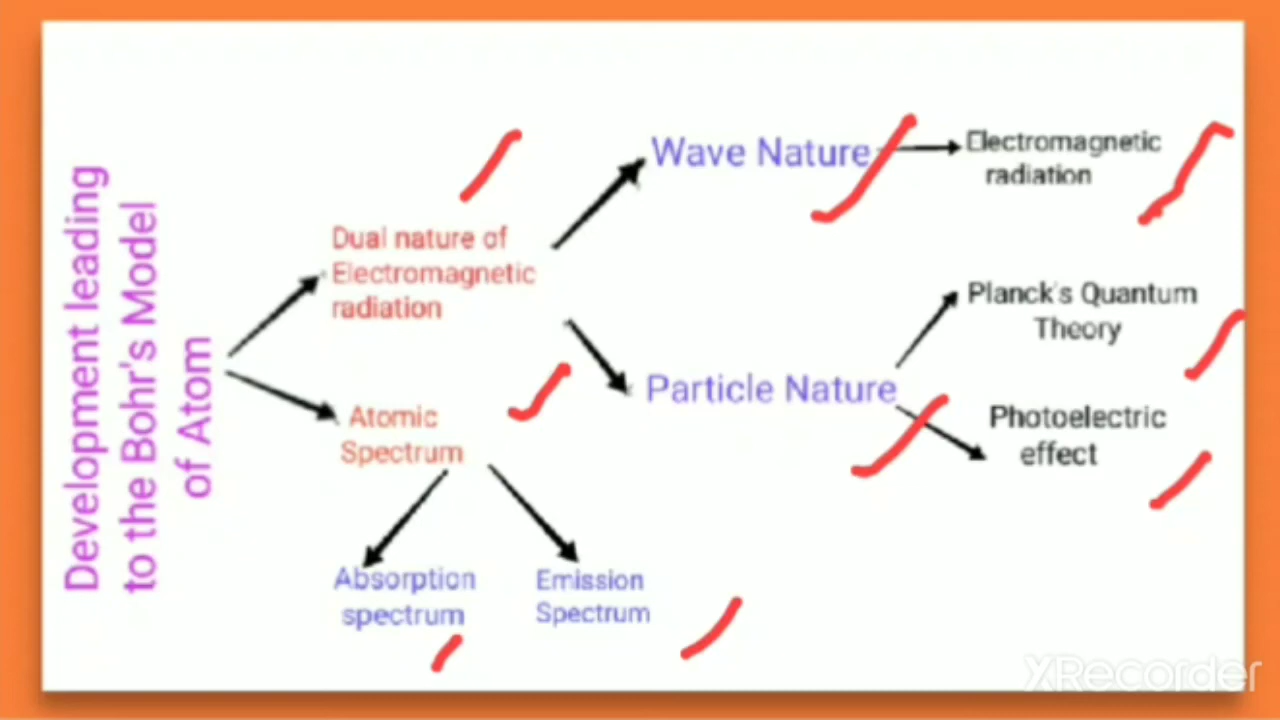 Development leading
to the Bohr's Model
of Atom
Dual nature of
Electromagnetic
radiation
Wave Nature
Electromagnetic
radiation
Particle Nature
Planck's Quantum
Theory
Photoelectric
effect
Atomic
Spectrum
Absorption
spectrum
Emission
Spectrum
XRecorder